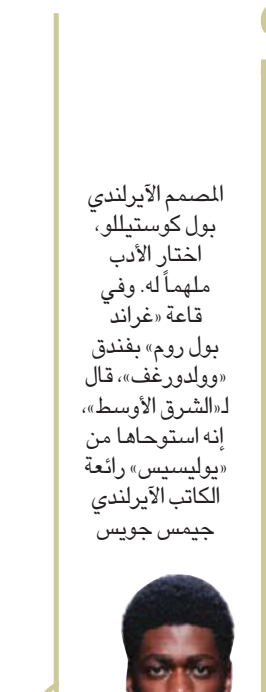 المصمم الآيرلندي
بول كوستيللو،
اختار الأدب
ملهماً له. وفي
قاعة «غراند
بول روم» بفندق
«وولدورغف»، قال
لـ«الشرق الأوسط»،
إنه استوحاها من
«يوليسيس» رائعة
الكاتب الآيرلندي
جيمس جويس